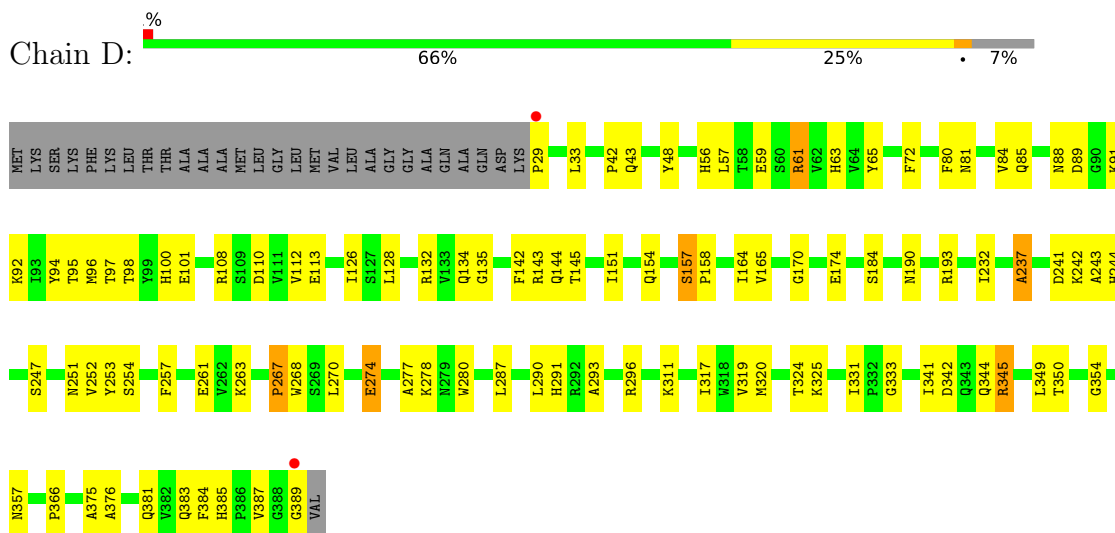 %
Chain D:
66% 25% • 7%
MET LYS SER LYS PHE LYS LEU THR THR ALA ALA ALA MET LEU GLY LEU MET VAL LEU ALA GLY GLY ALA GLN ALA GLN ASP LYS P29 L33 P42 Q43 Y48 H56 L57 T58 E59 S60 R61 V62 H63 V64 Y65 F72 F80 N81 V84 Q85 N88 D89 G90 K91
K92 I93 Y94 T95 M96 T97 T98 Y99 H100 E101 R108 S109 D110 V111 V112 E113 I126 S127 L128 R132 V133 Q134 G135 F142 R143 Q144 T145 I151 Q154 S157 P158 I164 V165 G170 E174 S184 N190 R193 I232 A237 D241 K242 A243 H244
S247 N251 V252 Y253 S254 F257 E261 V262 K263 P267 W268 S269 L270 E274 A277 K278 N279 W280 L287 L290 H291 R292 A293 R296 K311 I317 W318 V319 M320 T324 K325 I331 P332 G333 I341 D342 Q343 Q344 R345 L349 T350 G354
N357 P366 A375 A376 Q381 V382 Q383 F384 H385 P386 V387 G388 G389 VAL